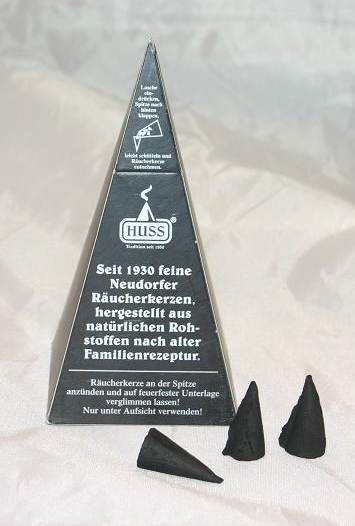 Lasche
ein-
drücken,
Spitze nach
hinten
klappen,
leicht schütteln und
Räucherkerze
entnehmen.
HUSS®
Tradition seit 1930
Seit 1930 feine
Neudorfer
Räucherkerzen,
hergestellt aus
natürlichen Roh-
stoffen nach alter
Familienrezeptur.
Räucherkerze an der Spitze
anzünden und auf feuerfester Unterlage
verglimmen lassen!
Nur unter Aufsicht verwenden!